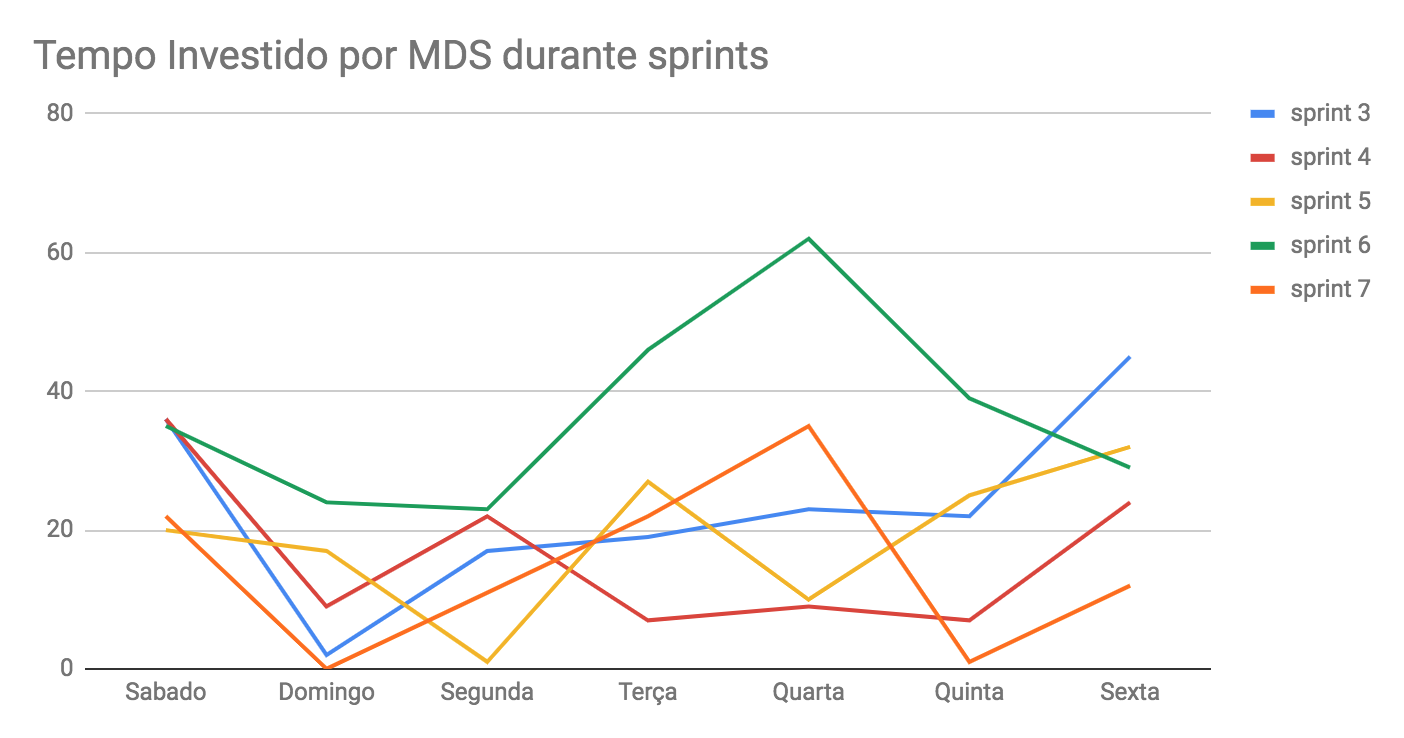 Tempo Investido por MDS durante sprints
80
60
40
20
0
Sabado Domingo Segunda Terça Quarta Quinta Sexta
sprint 3
sprint 4
sprint 5
sprint 6
sprint 7